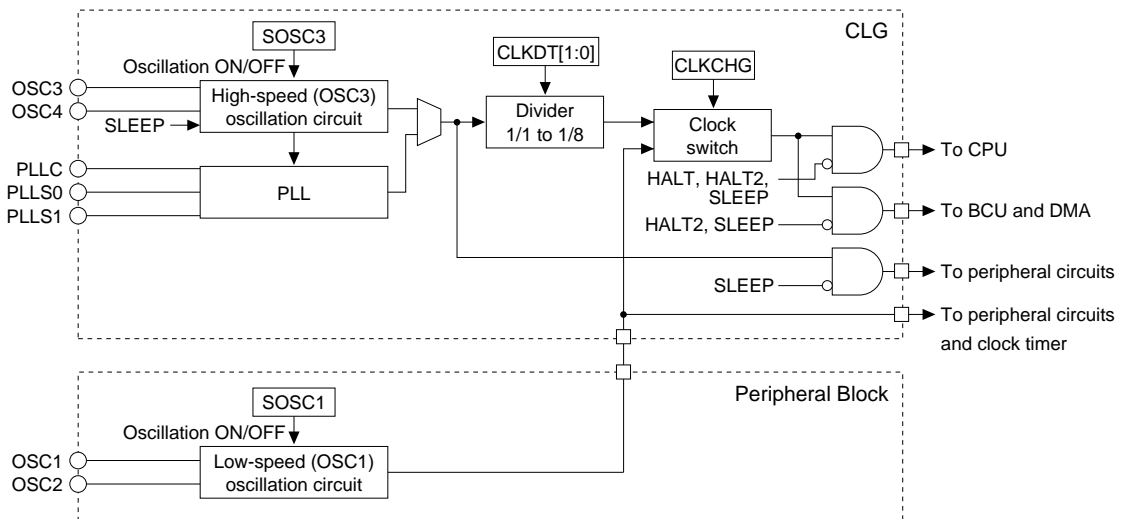 CLG
SOSC3
Oscillation ON/OFF
CLKDT[1:0]
CLKCHG
OSC3
OSC4
SLEEP
High-speed (OSC3)
oscillation circuit
Divider
1/1 to 1/8
Clock
switch
PLLC
PLLS0
PLLS1
PLL
HALT, HALT2,
SLEEP
To CPU
HALT2, SLEEP
To BCU and DMA
SLEEP
To peripheral circuits
To peripheral circuits
and clock timer
Peripheral Block
SOSC1
Oscillation ON/OFF
OSC1
OSC2
Low-speed (OSC1)
oscillation circuit